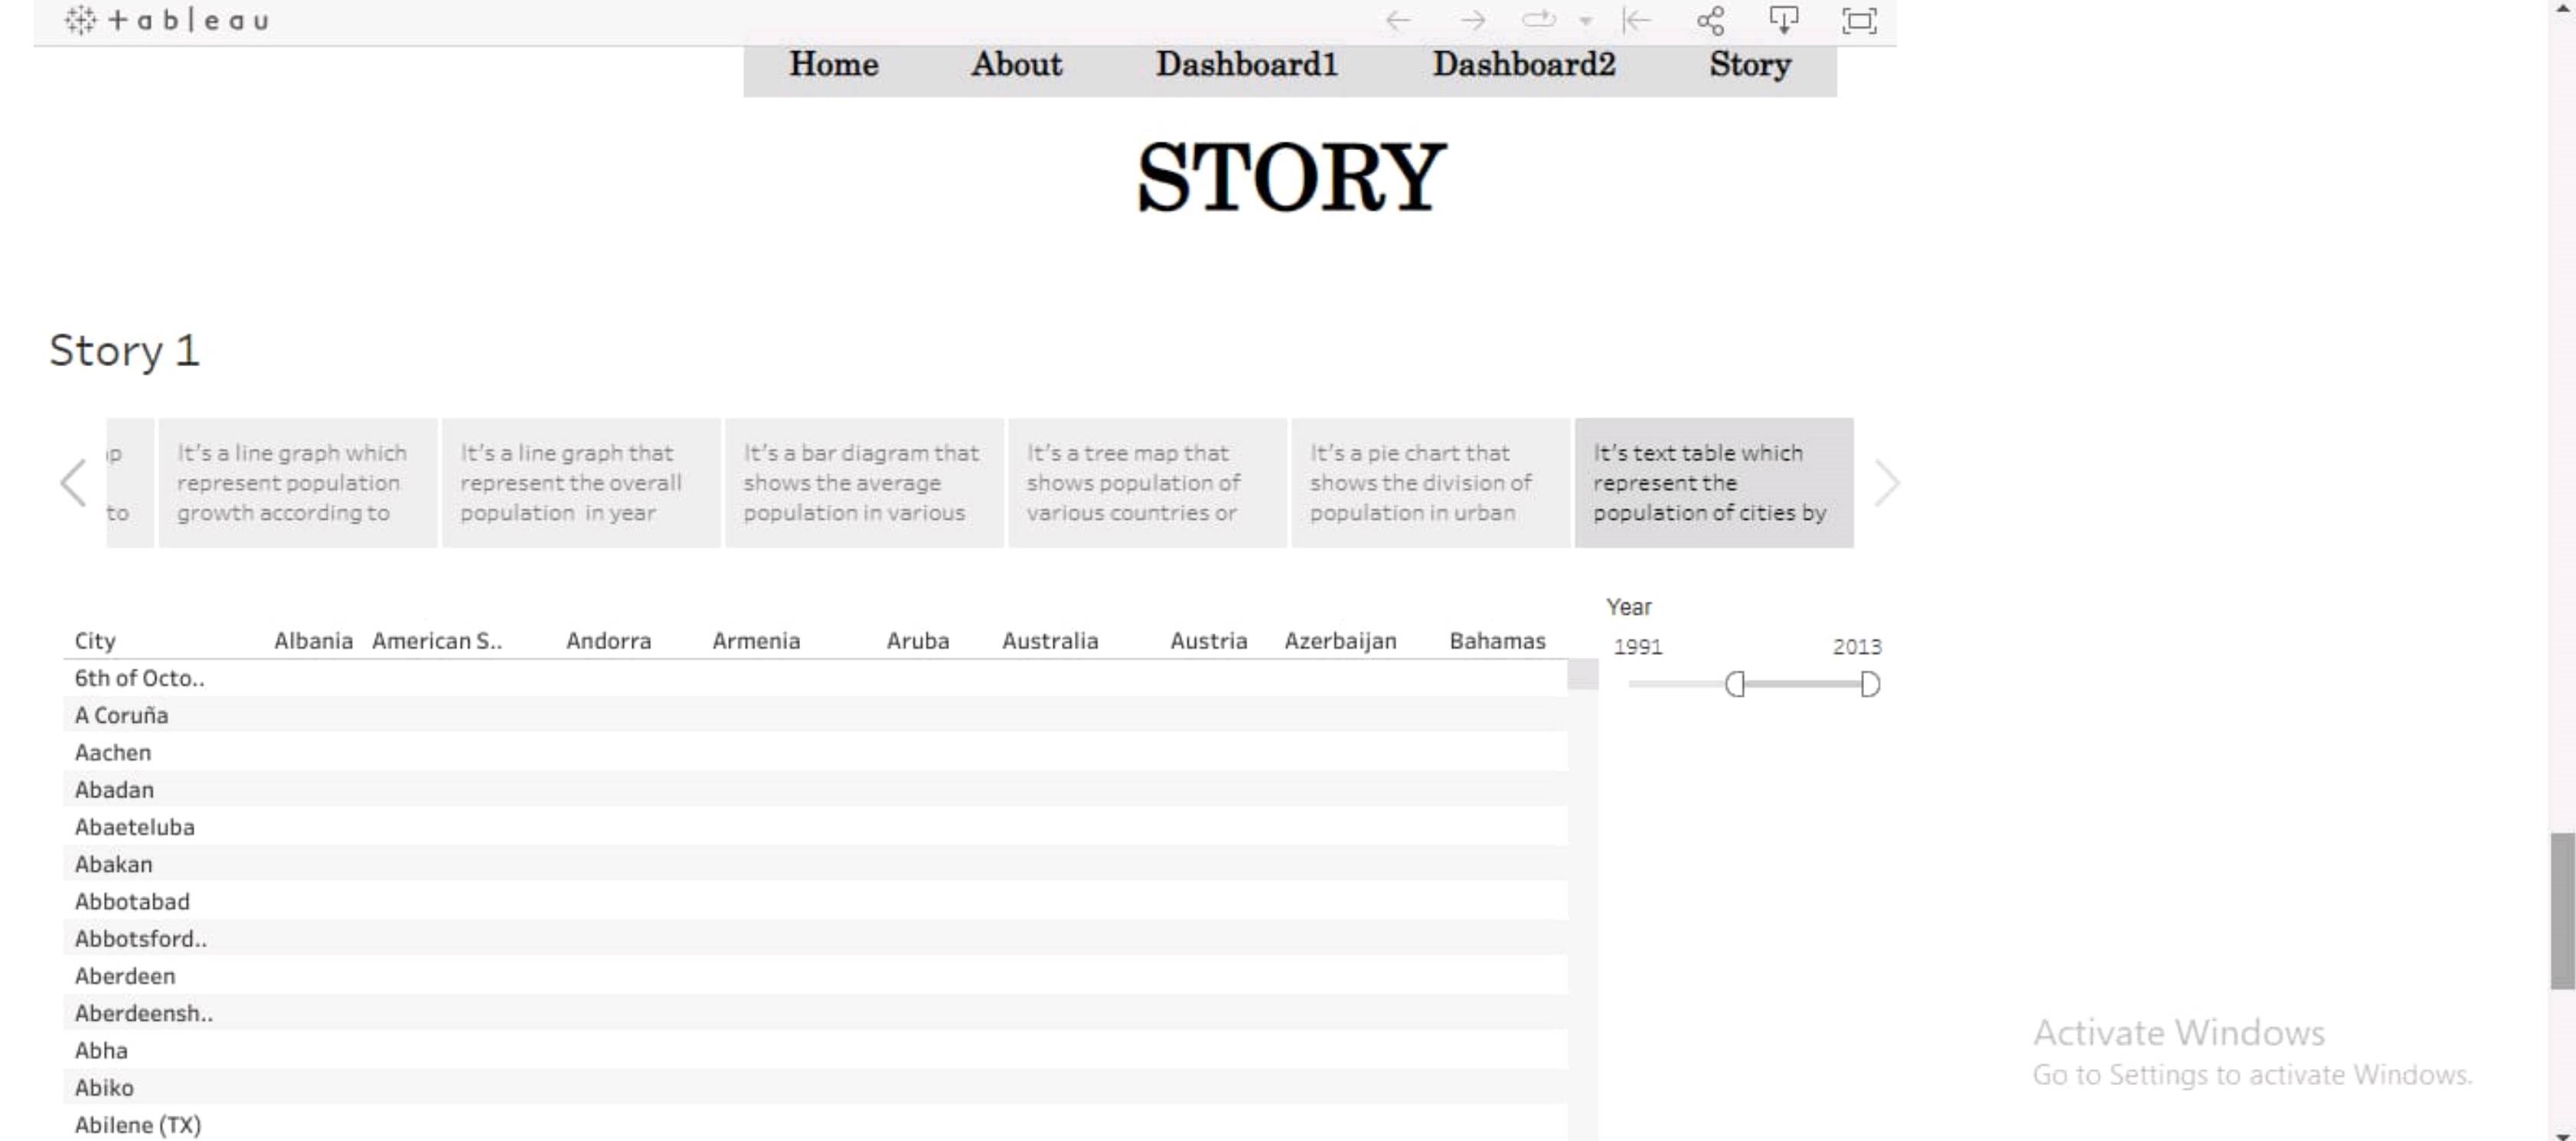 +ableau
Home About Dashboard1 Dashboard2 Story
STORY
Story 1
p
to
It's a line graph which
represent population
growth according to
It's a line graph that
represent the overall
population in year
It's a bar diagram that
shows the average
population in various
It's a tree map that
shows population of
various countries or
It's a pie chart that
shows the division of
population in urban
It's text table which
represent the
population of cities by
Year
1991 2013
City Albania American S.. Andorra Armenia Aruba Australia Austria Azerbaijan Bahamas
6th of Octo..
A Coruña
Aachen
Abadan
Abaeteluba
Abakan
Abbotabad
Abbotsford..
Aberdeen
Aberdeensh..
Abha
Abiko
Abilene (TX)
Activate Windows
Go to Settings to activate Windows.